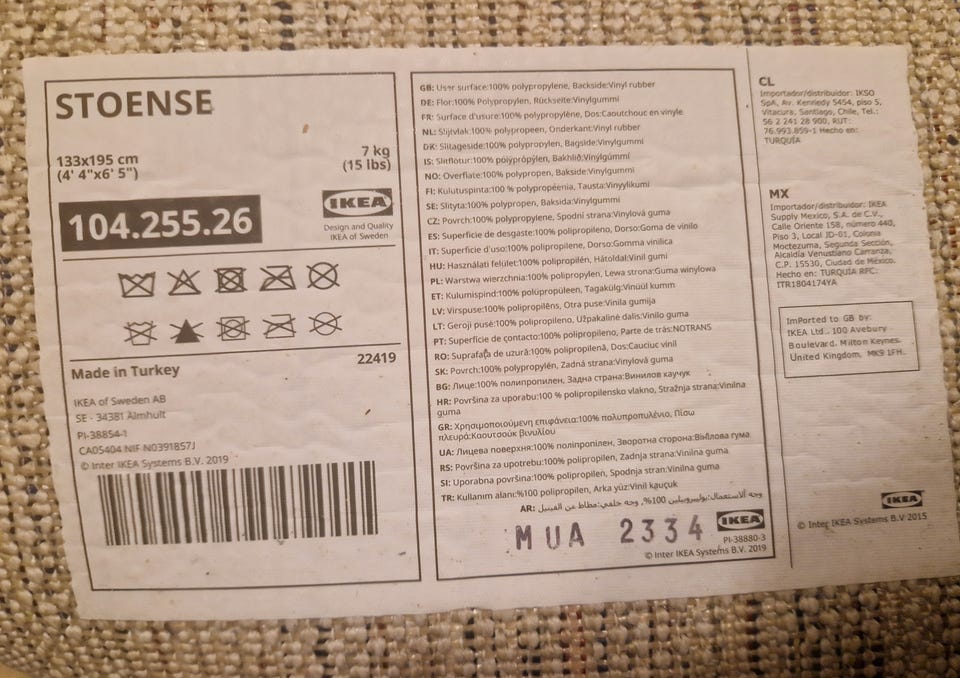 STOENSE
133x195 cm
(4' 4"x6' 5")
7 kg
(15 lbs)
104.255.26
IKEA
Design and Quality
IKEA of Sweden
Made in Turkey
22419
IKEA of Sweden AB
SE - 34381 Älmhult
PI-38854-1
CA05404 NIF N0391857J
© Inter IKEA Systems B.V. 2019
GB: User surface:100% polypropylene, Backside:Vinyl rubber
DE: Flor:100% Polypropylen, Rückseite:Vinylgummi
FR: Surface d'usure:100% polypropylène, Dos:Caoutchouc en vinyle
NL: Slijtvlak:100% polypropeen, Onderkant:Vinyl rubber
DK: Slitageside:100% polypropylen, Bagside:Vinylgummi
IS: Slitflötur:100% pólýprópýlen, Bakhlið:Vinýlgúmmí
NO: Overflate:100% polypropen, Bakside:Vinylgummi
FI: Kulutuspinta:100 % polypropeenia, Tausta:Vinyylikumi
SE: Slityta:100% polypropen, Baksida:Vinylgummi
CZ: Povrch:100% polypropylene, Spodní strana:Vinylová guma
ES: Superficie de desgaste:100% polipropileno, Dorso:Goma de vinilo
IT: Superficie d'uso:100% polipropilene, Dorso:Gomma vinilica
HU: Használati felület:100% polipropilén, Hátoldal:Vinil gumi
PL: Warstwa wierzchnia:100% polipropylen, Lewa strona:Guma winylowa
ET: Kulumispind:100% polüpropüleen, Tagakülg:Vinüül kumm
LV: Virspuse:100% polipropilēns, Otra puse:Vinila gumija
LT: Geroji pusė:100% polipropileno, Užpakalinė dalis:Vinilo guma
PT: Superfície de contacto:100% polipropileno, Parte de trás:NOTRANS
RO: Suprafaţa de uzură:100% polipropilenă, Dos:Cauciuc vinil
SK: Povrch:100% polypropylén, Zadná strana:Vinylová guma
BG: Лице:100% полипропилен, Задна страна:Винилов каучук
HR: Površina za uporabu:100 % polipropilensko vlakno, Stražnja strana:Vinilna
guma
GR: Χρησιμοποιούμενη επιφάνεια:100% πολυπροπυλένιο, Πίσω
πλευρά:Καουτσούκ βινυλίου
UA: Лицева поверхня:100% поліпропілен, Зворотна сторона:Вінілова гума
RS: Površina za upotrebu:100% polipropilen, Zadnja strana:Vinilna guma
SI: Uporabna površina:100% polipropilen, Spodnja stran:Vinilna guma
TR: Kullanım alanı:%100 polipropilen, Arka yüz:Vinil kauçuk
AR: وجه ألاستعمال:بوليبروبيلين 100%, وجه خلفي:مطاط عن الفينيل
MUA 2334
IKEA
PI-38880-3
© Inter IKEA Systems B.V. 2019
CL
Importador/distribuidor: IKSO
SpA, Av. Kennedy 5454, piso 5,
Vitacura, Santiago, Chile, Tel.:
56 2 241 28 900, RUT:
76.993.859-1 Hecho en:
TURQUÍA
MX
Importador/distribuidor: IKEA
Supply Mexico, S.A. de C.V.,
Calle Oriente 158, número 440,
Piso 3, Local JD-01, Colonia
Moctezuma, Segunda Sección,
Alcaldía Venustiano Carranza,
C.P. 15530, Ciudad de México.
Hecho en: TURQUÍA RFC:
ITR1804174YA
ImPorted to GB by:
IKEA Ltd., 100 Avebury
Boulevard, Milton Keynes,
United Kingdom, MK9 1FH.
IKEA
© Inter IKEA Systems B.V 2015